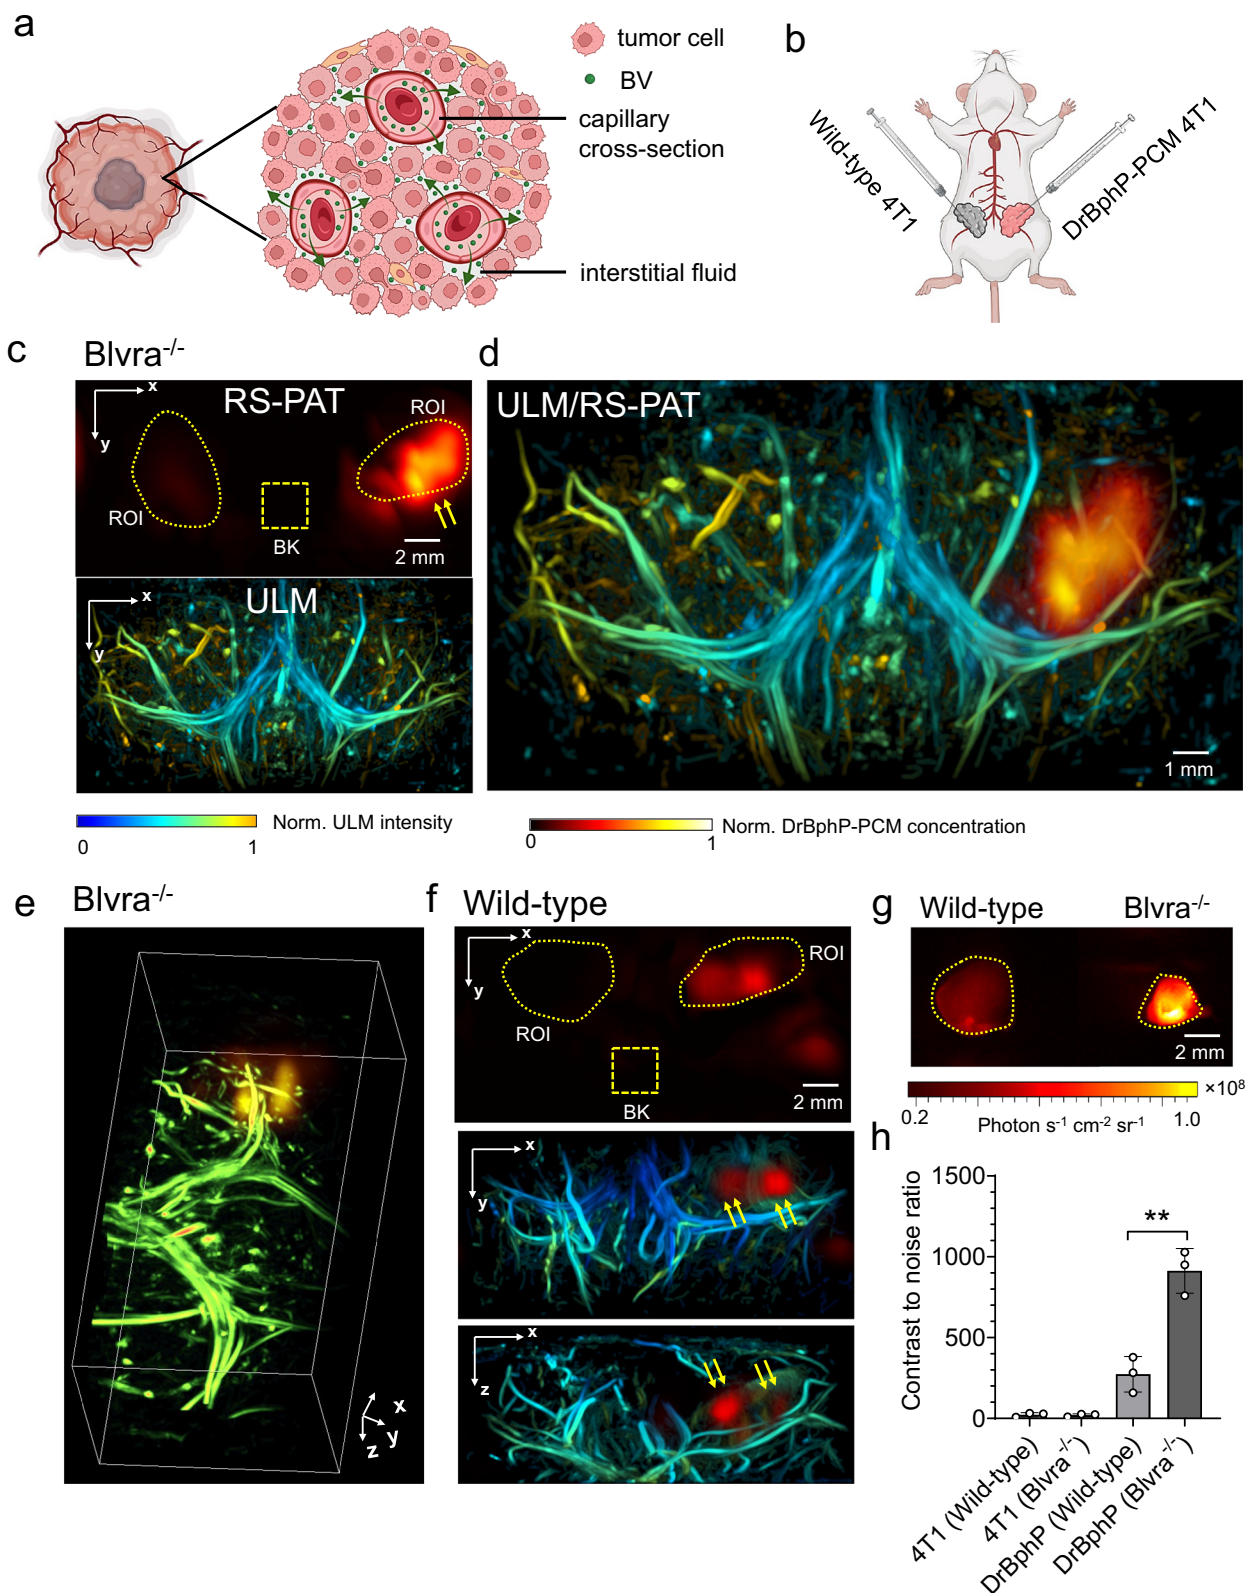 a
tumor cell
BV
capillary
cross-section
interstitial fluid
b
Wild-type 4T1
DrBphP-PCM 4T1
c
Blvra-/-
RS-PAT
x
y
ROI
ROI
BK
2 mm
ULM
x
y
0
1
Norm. ULM intensity
d
ULM/RS-PAT
1 mm
0
1
Norm. DrBphP-PCM concentration
e
Blvra-/-
x
y
z
f
Wild-type
x
y
ROI
ROI
BK
2 mm
x
y
x
z
g
Wild-type
Blvra-/-
2 mm
×10⁸
0.2
1.0
Photon s⁻¹ cm⁻² sr⁻¹
h
Contrast to noise ratio
1500
1000
500
0
**
4T1 (Wild-type)
4T1 (Blvra-/-)
DrBphP (Wild-type)
DrBphP (Blvra-/-)